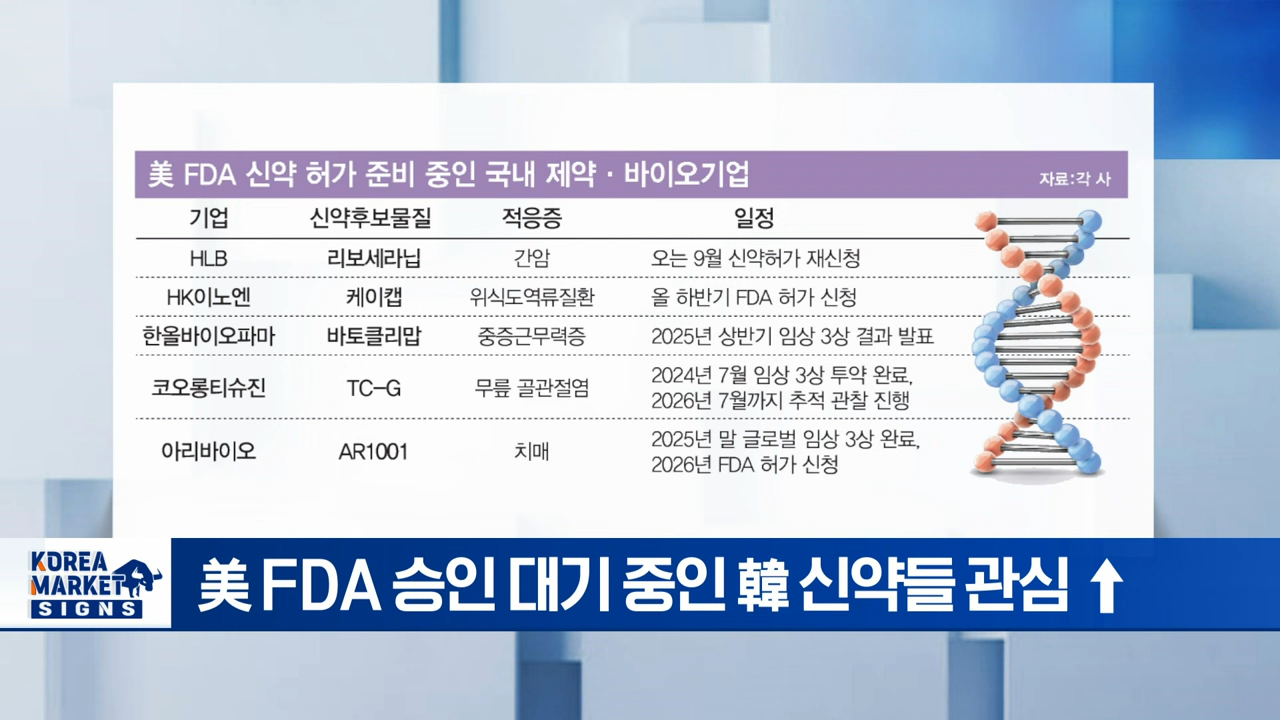 美 FDA 신약 허가 준비 중인 국내 제약·바이오기업 자료:각 사
기업 신약후보물질 적응증 일정
HLB 리보세라닙 간암 오는 9월 신약허가 재신청
HK이노엔 케이캡 위식도역류질환 올 하반기 FDA 허가 신청
한올바이오파마 바토클리맙 중증근무력증 2025년 상반기 임상 3상 결과 발표
코오롱티슈진 TC-G 무릎 골관절염 2024년 7월 임상 3상 투약 완료,
2026년 7월까지 추적 관찰 진행
아리바이오 AR1001 치매 2025년 말 글로벌 임상 3상 완료,
2026년 FDA 허가 신청
KOREA
MARKET
SIGNS
美 FDA 승인 대기 중인 韓 신약들 관심 ↑